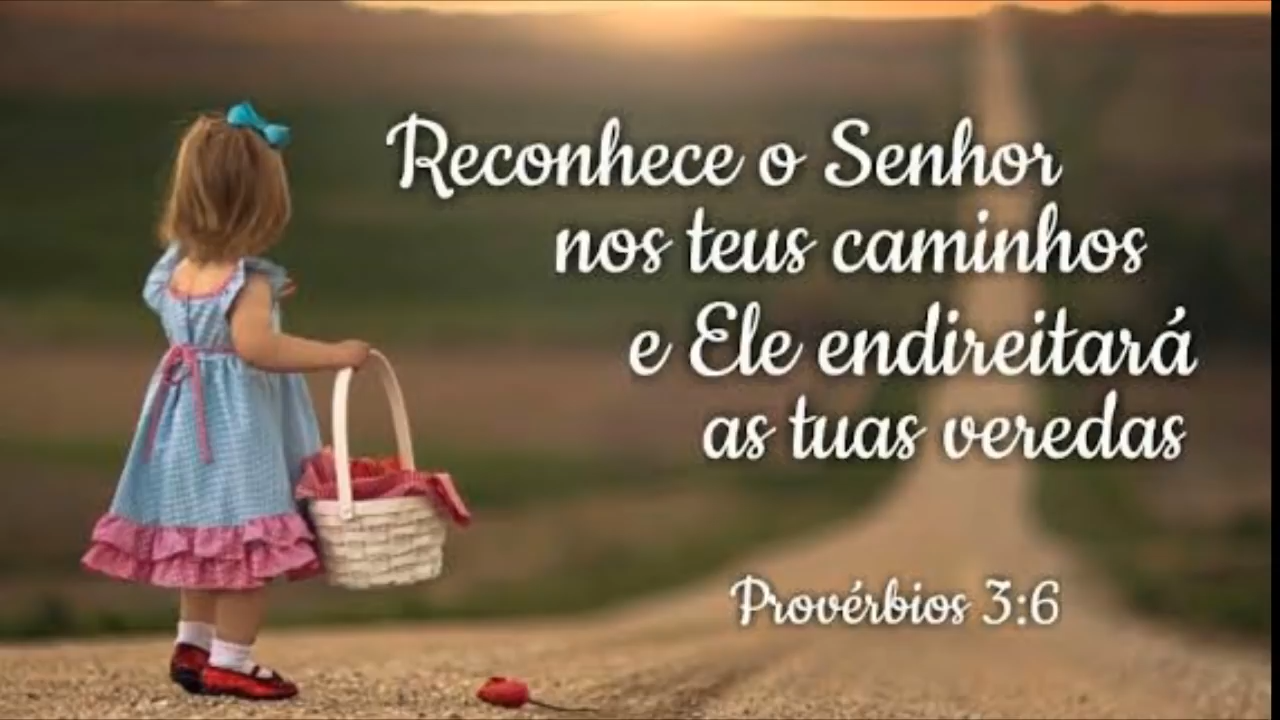 Reconhece o Senhor
nos teus caminhos
e Ele endireitará
as tuas veredas
Provérbios 3:6